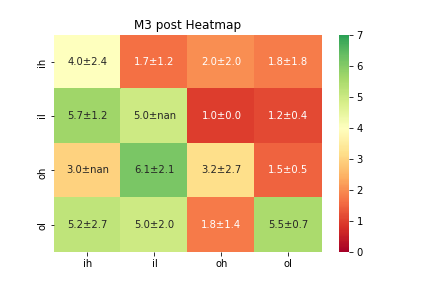 M3 post Heatmap
ih 4.0±2.4 1.7±1.2 2.0±2.0 1.8±1.8
il 5.7±1.2 5.0±nan 1.0±0.0 1.2±0.4
oh 3.0±nan 6.1±2.1 3.2±2.7 1.5±0.5
ol 5.2±2.7 5.0±2.0 1.8±1.4 5.5±0.7
ih il oh ol
7
6
5
4
3
2
1
0